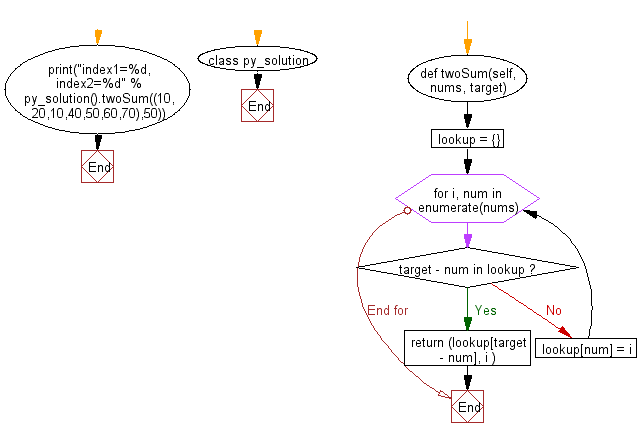 print("index1=%d,
index2=%d" %
py_solution().twoSum((10,
20,10,40,50,60,70),50))
End
class py_solution
End
def twoSum(self,
nums, target)
lookup = {}
for i, num in
enumerate(nums)
target - num in lookup ?
End for
Yes
No
return (lookup[target
- num], i )
lookup[num] = i
End